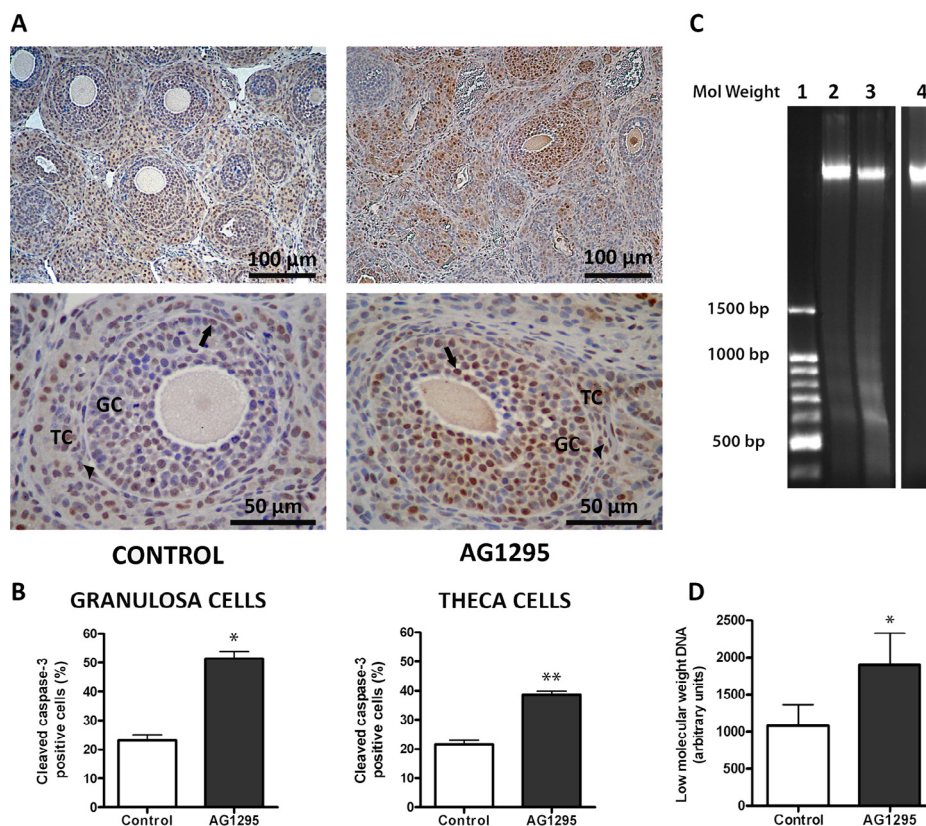 A
100 µm
100 µm
GC
TC
50 µm
TC
GC
50 µm
CONTROL
AG1295
B
GRANULOSA CELLS
Cleaved caspase-3
positive cells (%)
60
50
40
30
20
10
0
*
Control
AG1295
THECA CELLS
Cleaved caspase-3
positive cells (%)
60
50
40
30
20
10
0
**
Control
AG1295
C
Mol Weight 1 2 3 4
1500 bp
1000 bp
500 bp
D
Low molecular weight DNA
(arbitrary units)
2500
2000
1500
1000
500
0
*
Control
AG1295